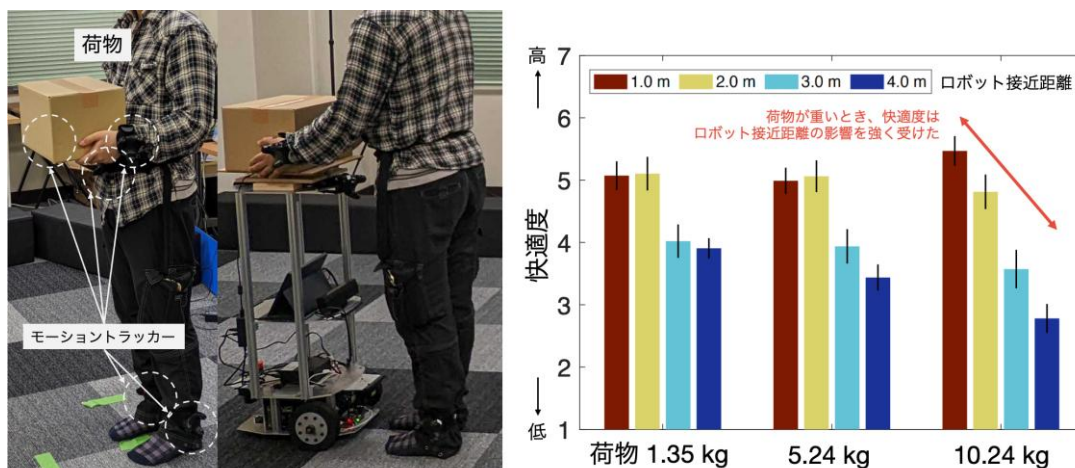 荷物
モーショントラッカー
高
低
快適度
7
6
5
4
3
2
1
1.0 m
2.0 m
3.0 m
4.0 m
ロボット接近距離
荷物が重いとき、快適度は
ロボット接近距離の影響を強く受けた
荷物 1.35 kg
5.24 kg
10.24 kg